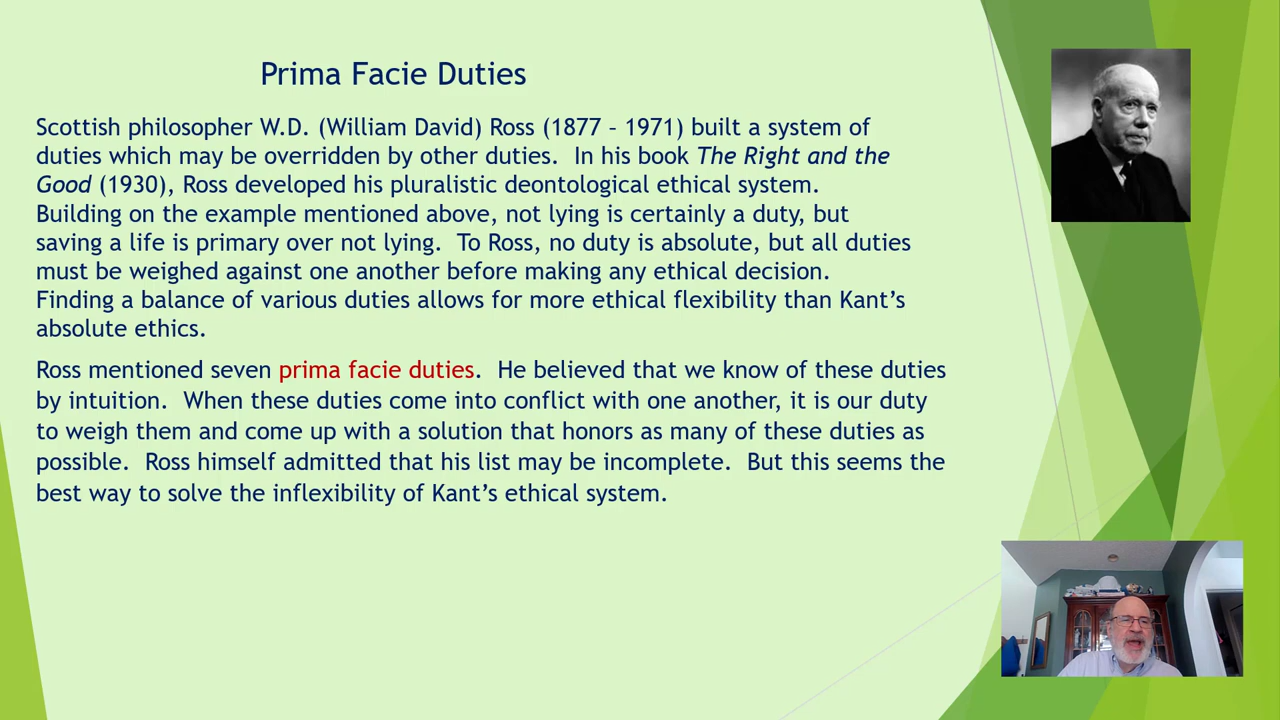 Prima Facie Duties
Scottish philosopher W.D. (William David) Ross (1877 – 1971) built a system of
duties which may be overridden by other duties.  In his book The Right and the
Good (1930), Ross developed his pluralistic deontological ethical system.
Building on the example mentioned above, not lying is certainly a duty, but
saving a life is primary over not lying.  To Ross, no duty is absolute, but all duties
must be weighed against one another before making any ethical decision.
Finding a balance of various duties allows for more ethical flexibility than Kant’s
absolute ethics.
Ross mentioned seven prima facie duties.  He believed that we know of these duties
by intuition.  When these duties come into conflict with one another, it is our duty
to weigh them and come up with a solution that honors as many of these duties as
possible.  Ross himself admitted that his list may be incomplete.  But this seems the
best way to solve the inflexibility of Kant’s ethical system.